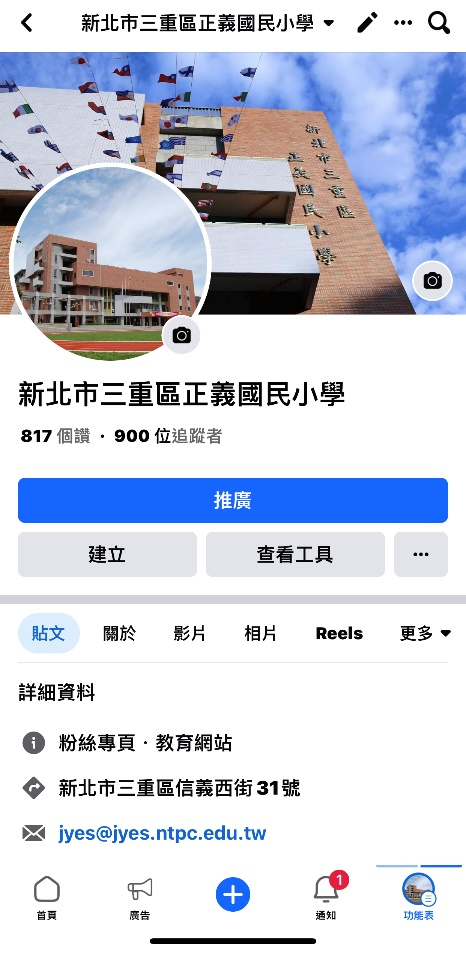 新北市三重區正義國民小學
新北市三重區
正義國民小學
新北市三重區正義國民小學
817 個讚 · 900 位追蹤者
推廣
建立 查看工具
貼文 關於 影片 相片 Reels 更多
詳細資料
粉絲專頁 · 教育網站
新北市三重區信義西街31號
jyes@jyes.ntpc.edu.tw
1
三
首頁 廣告 通知 功能表